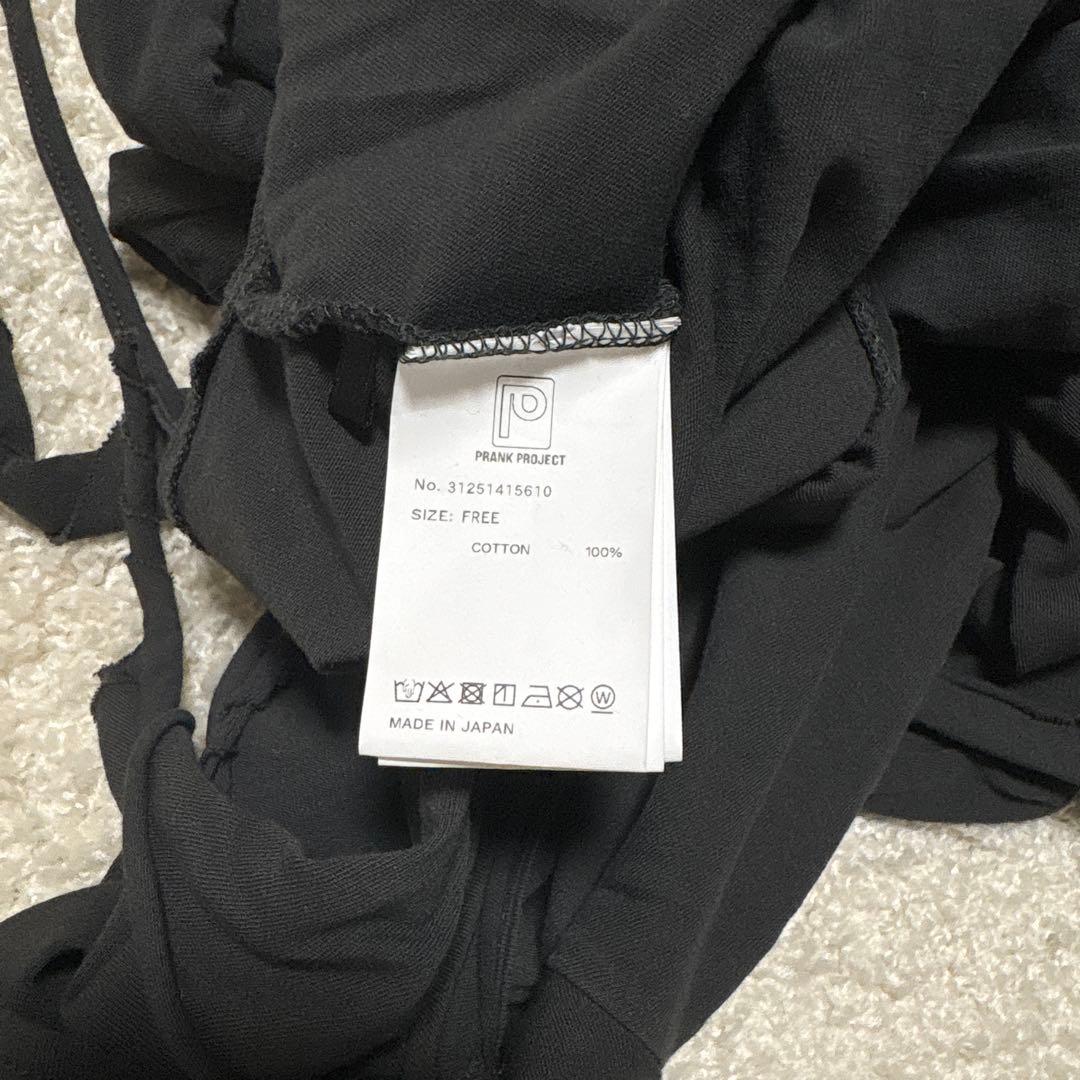 P
PRANK PROJECT
No. 31251415610
SIZE: FREE
COTTON 100%
W
MADE IN JAPAN